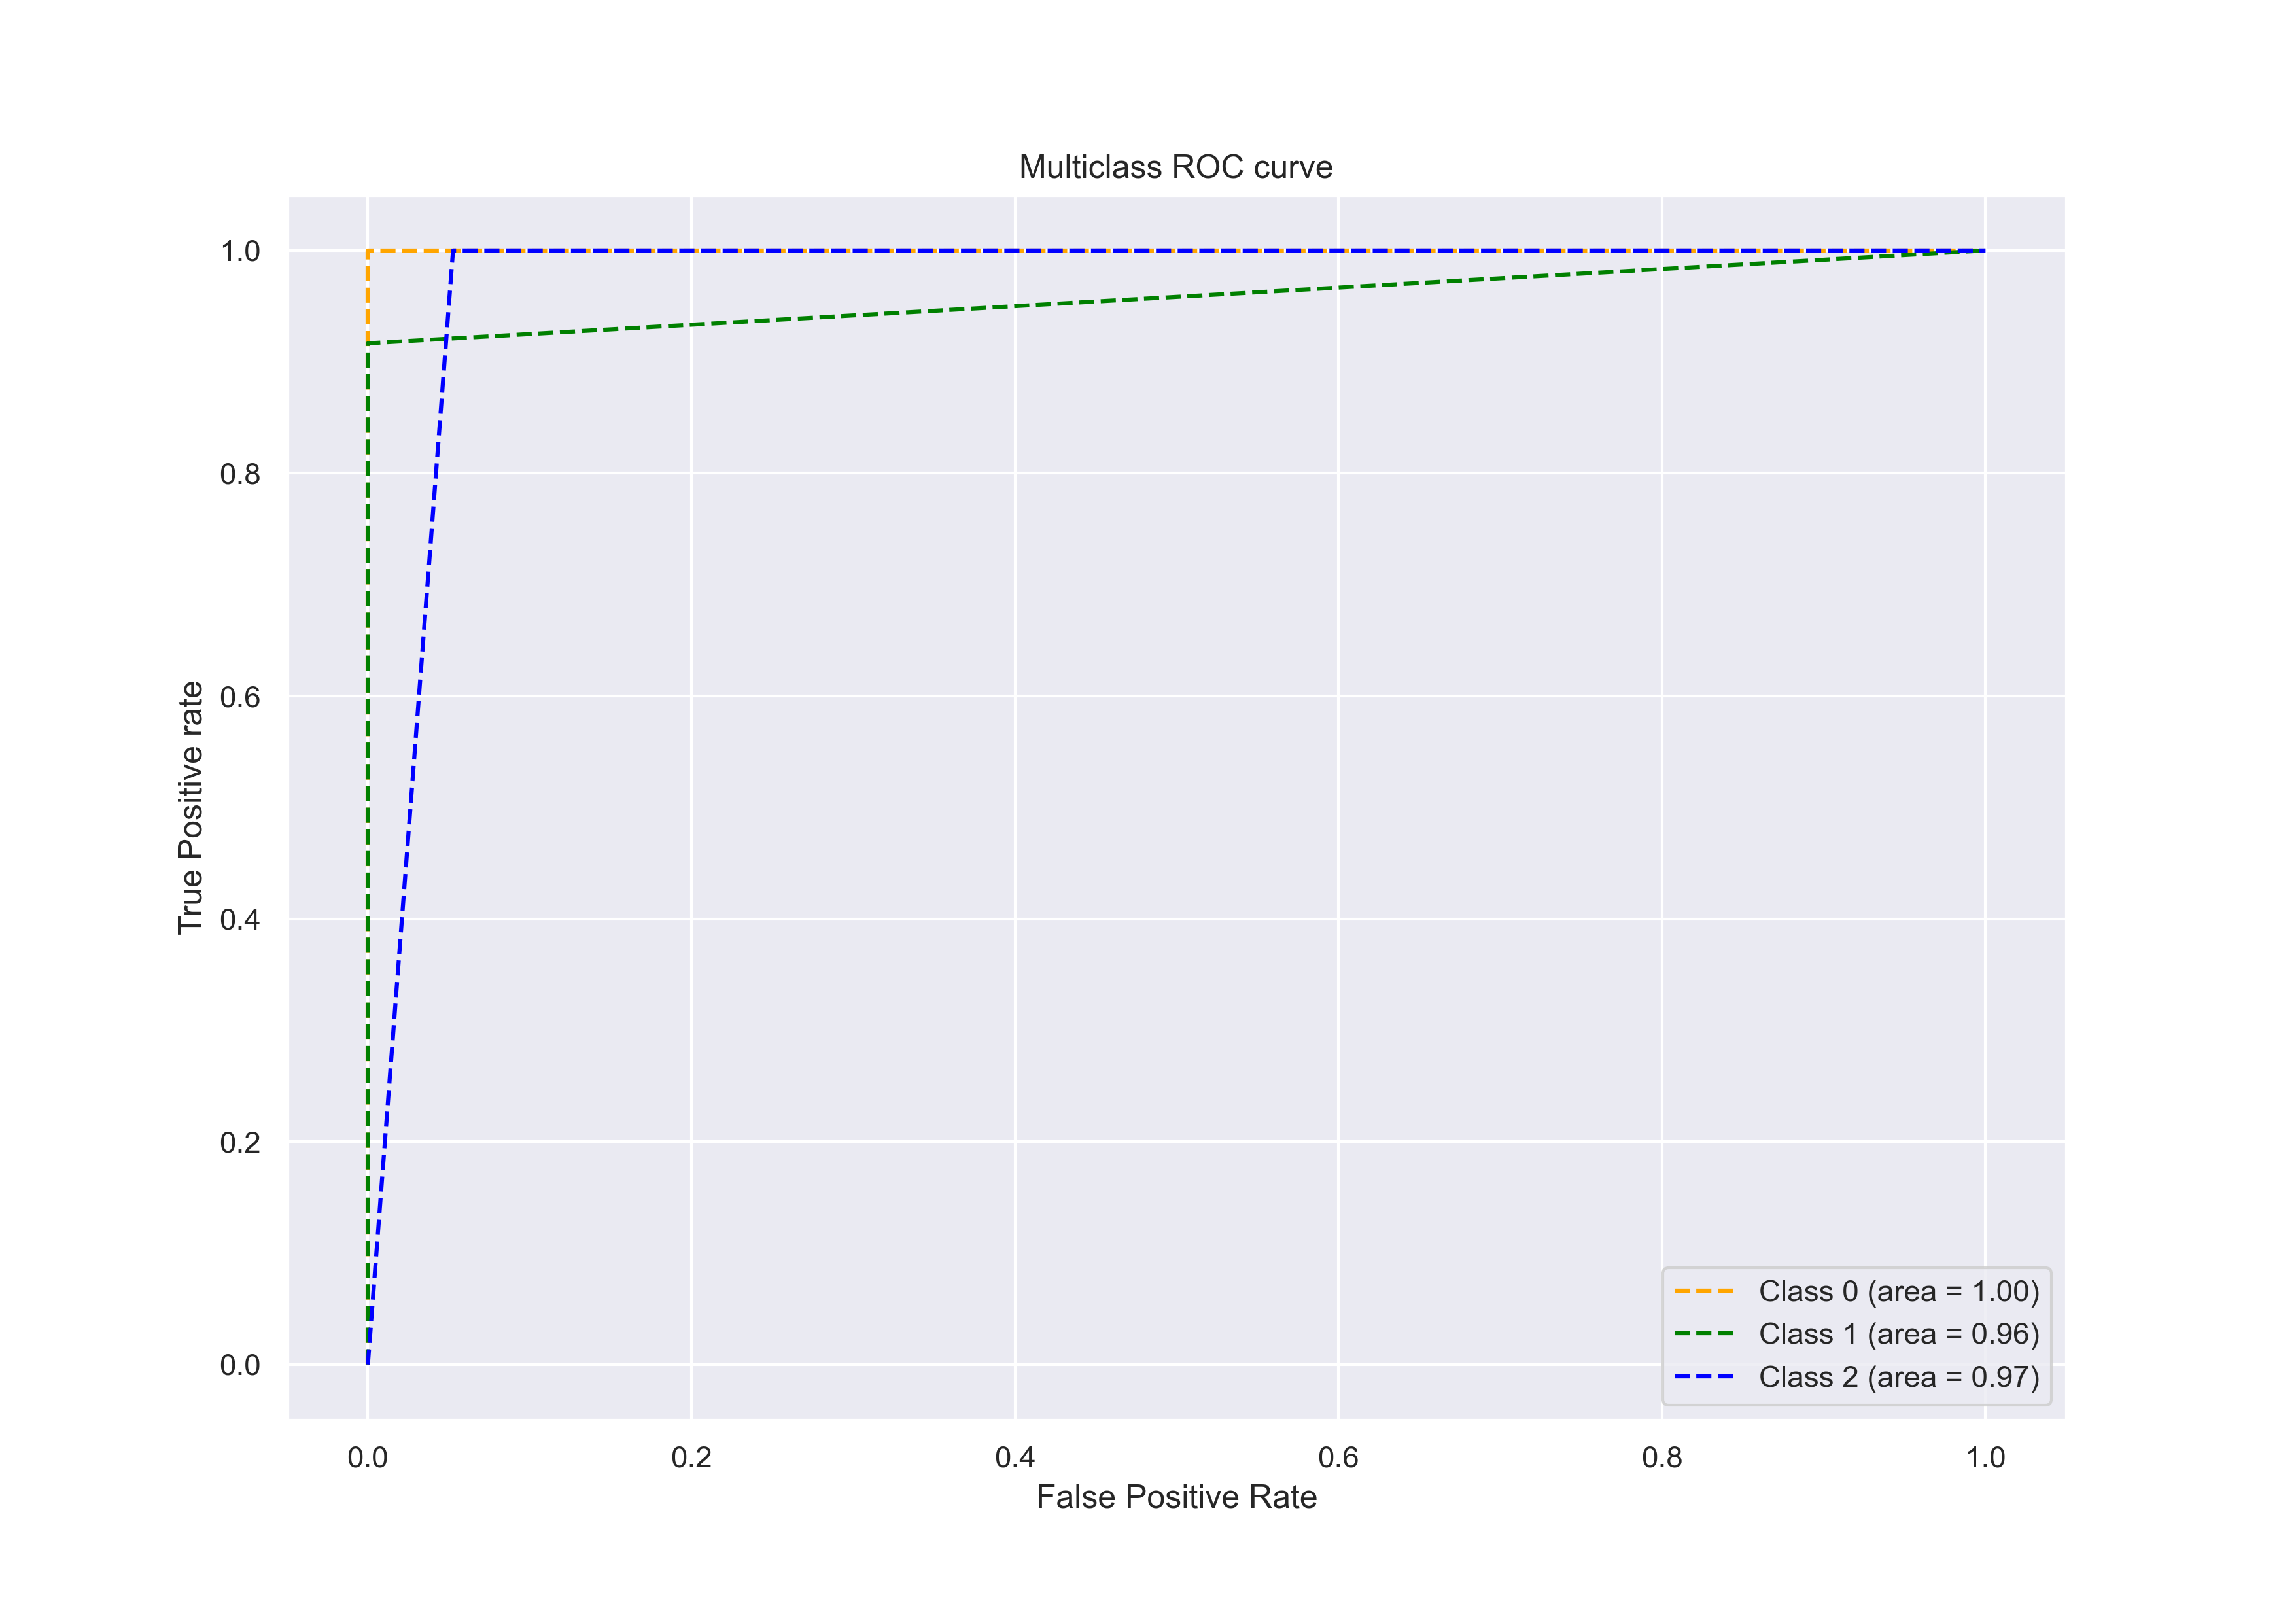 Multiclass ROC curve
1.0
0.8
0.6
0.4
0.2
0.0
True Positive rate
0.0 0.2 0.4 0.6 0.8 1.0
False Positive Rate
Class 0 (area = 1.00)
Class 1 (area = 0.96)
Class 2 (area = 0.97)